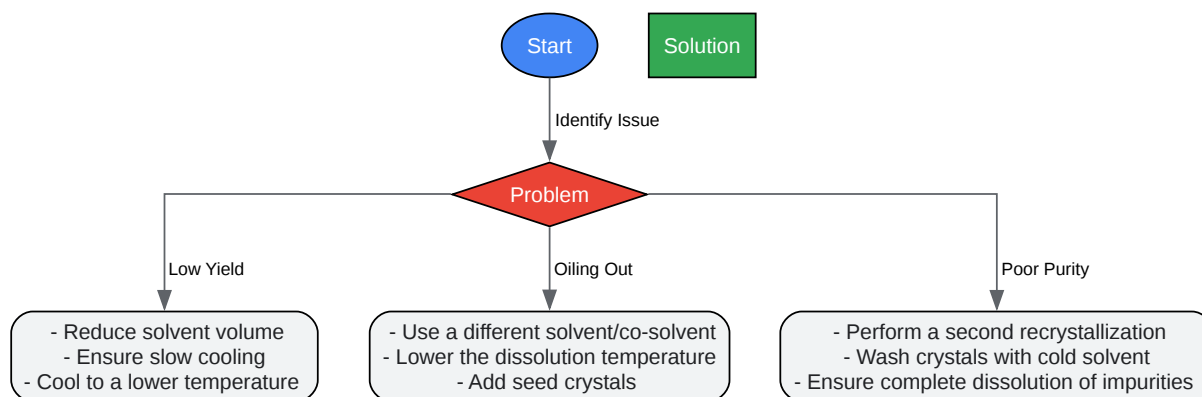 Start
Solution
Identify Issue
Problem
Low Yield
Oiling Out
Poor Purity
- Reduce solvent volume
- Ensure slow cooling
- Cool to a lower temperature
- Use a different solvent/co-solvent
- Lower the dissolution temperature
- Add seed crystals
- Perform a second recrystallization
- Wash crystals with cold solvent
- Ensure complete dissolution of impurities